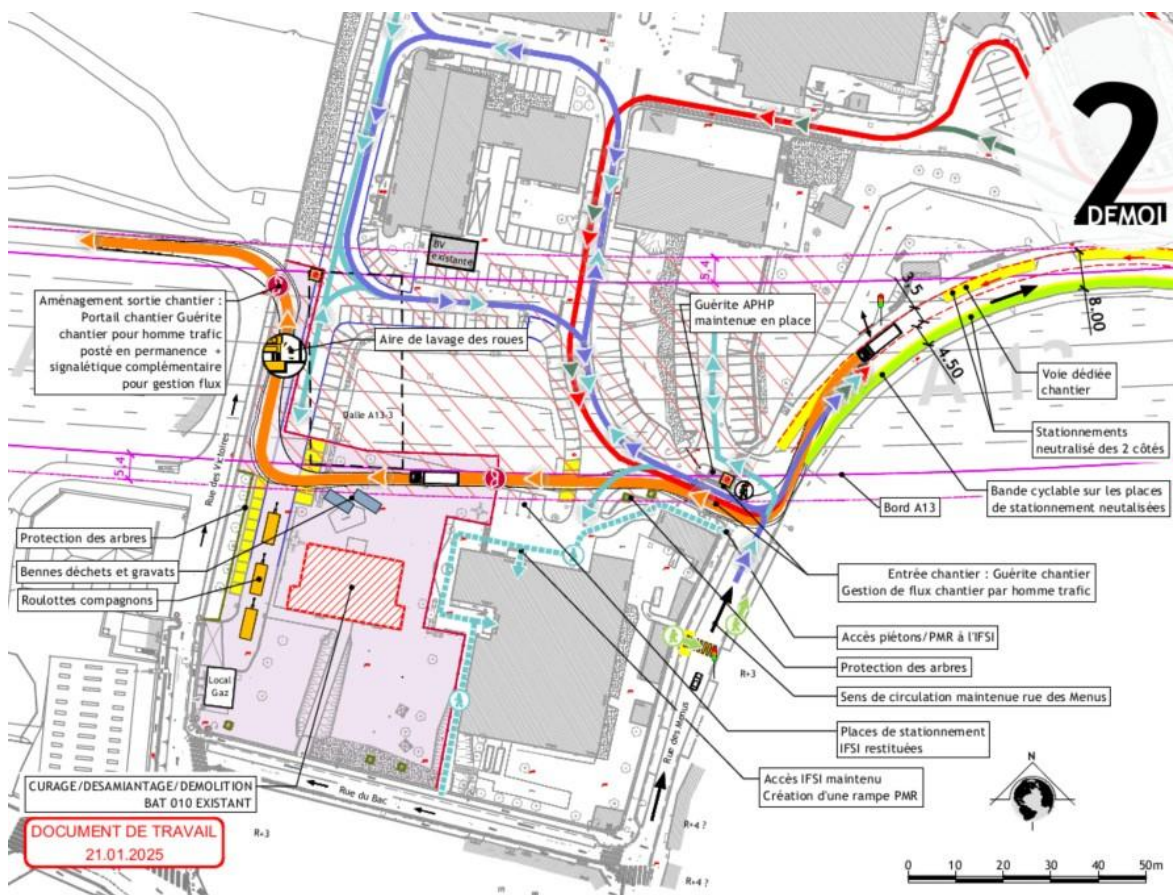 2
DEMOL
BV
existante
5,4
3,5
8,00
4.50
A 13
Aménagement sortie chantier :
Portail chantier Guérite
chantier pour homme trafic
posté en permanence +
signalétique complémentaire
pour gestion flux
Guérite APHP
maintenue en place
Aire de lavage des roues
Voie dédiée
chantier
Dalle A13-3
Stationnements
neutralisé des 2 côtés
5,4
Rue des Victoires
Bande cyclable sur les places
de stationnement neutalisées
Bord A13
Protection des arbres
Bennes déchets et gravats
Roulottes compagnons
Entrée chantier : Guérite chantier
Gestion de flux chantier par homme trafic
Accès piétons/PMR à l'IFSI
Protection des arbres
R+3
Local
Gaz
Sens de circulation maintenue rue des Menus
Rue des Menus
Places de stationnement
IFSI restituées
Accès IFSI maintenu
Création d'une rampe PMR
N
CURAGE/DESAMIANTAGE/DEMOLITION
BAT 010 EXISTANT
Rue du Bac
DOCUMENT DE TRAVAIL
21.01.2025
R+3
R+4 ?
R+4 ?
0 10 20 30 40 50m